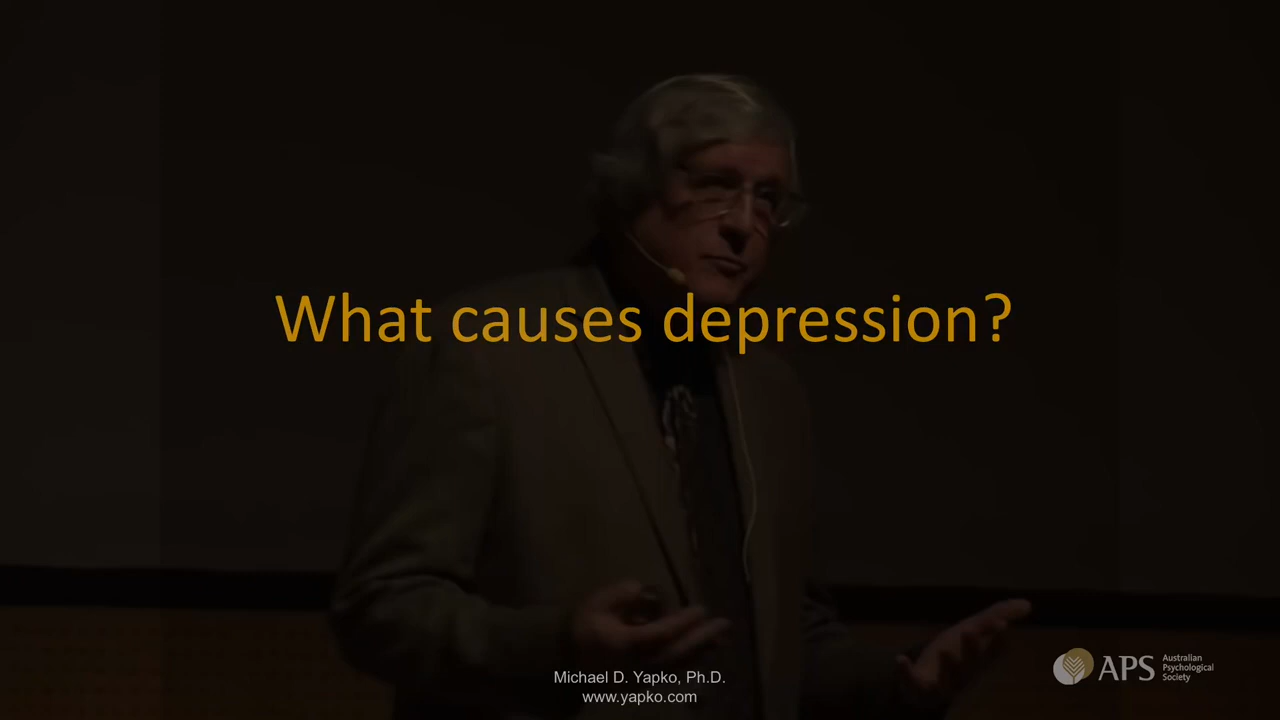 What causes depression?
Michael D. Yapko, Ph.D.
www.yapko.com
APS
Australian
Psychological
Society